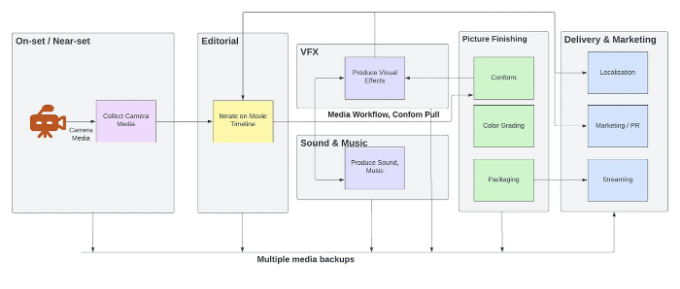 On-set / Near-set
Editorial
VFX
Picture Finishing
Delivery & Marketing
Camera
Media
Collect Camera
Media
Iterate on Movie
Timeline
Produce Visual
Effects
Conform
Localization
Media Workflow, Confom Pull
Color Grading
Marketing / PR
Sound & Music
Produce Sound,
Music
Packaging
Streaming
Multiple media backups